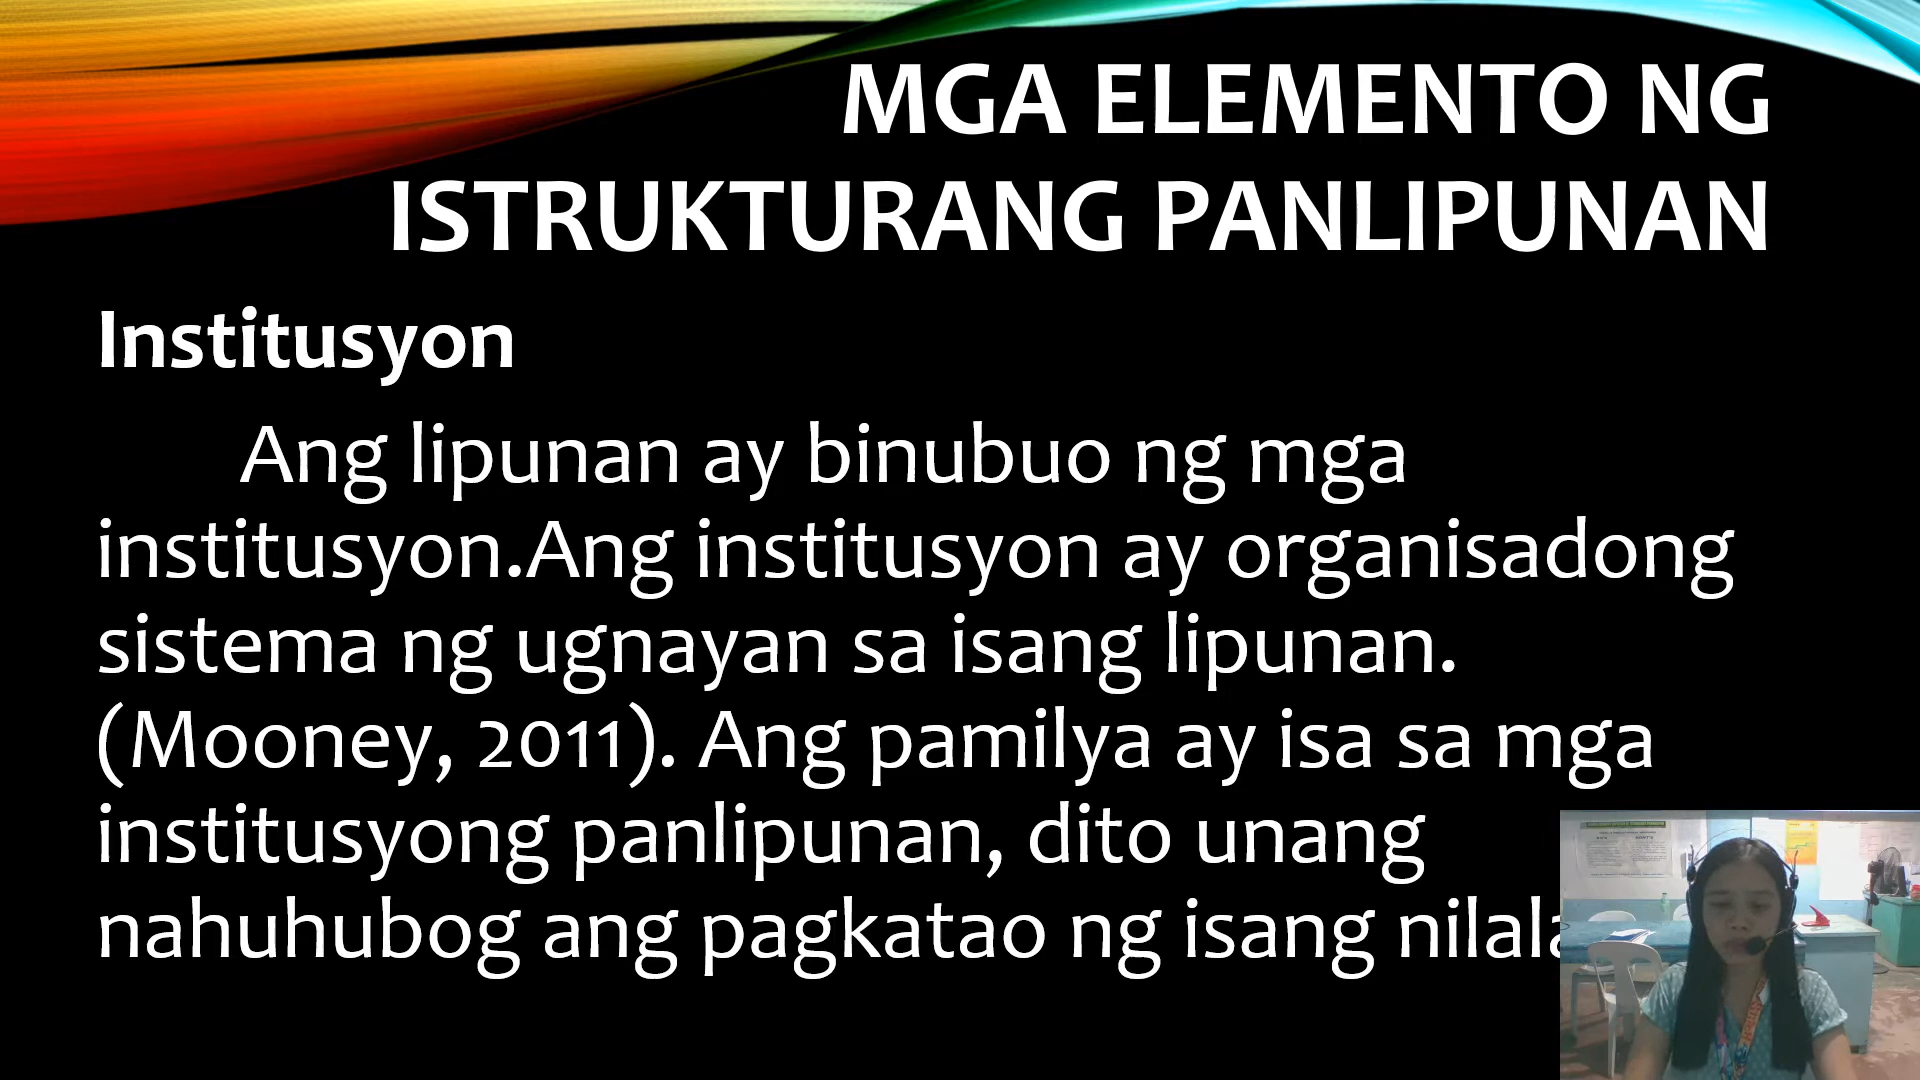 MGA ELEMENTO NG
ISTRUKTURANG PANLIPUNAN
Institusyon
Ang lipunan ay binubuo ng mga
institusyon.Ang institusyon ay organisadong
sistema ng ugnayan sa isang lipunan.
(Mooney, 2011). Ang pamilya ay isa sa mga
institusyong panlipunan, dito unang
nahuhubog ang pagkatao ng isang